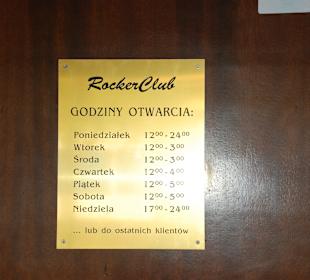 RockerClub
GODZINY OTWARCIA:
Poniedziałek 12⁰⁰-24⁰⁰
Wtorek 12⁰⁰-3⁰⁰
Środa 12⁰⁰-3⁰⁰
Czwartek 12⁰⁰-4⁰⁰
Piątek 12⁰⁰-5⁰⁰
Sobota 12⁰⁰-5⁰⁰
Niedziela 17⁰⁰-24⁰⁰
... lub do ostatnich klientów